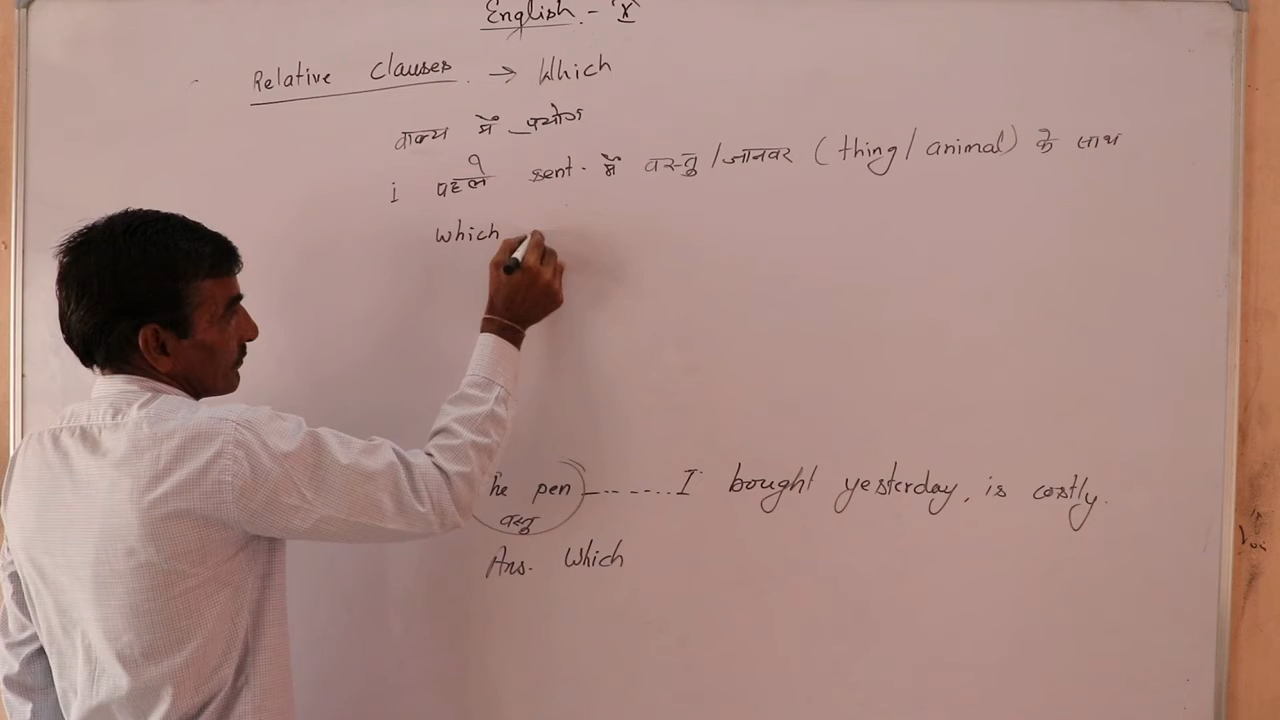 English - X
Relative Clauses. → Which
वाक्य में प्रयोग
i पहले sent. में वस्तु / जानवर (thing / animal) के साथ
which
he pen ....... I bought yesterday, is costly.
वस्तु
Ans. Which